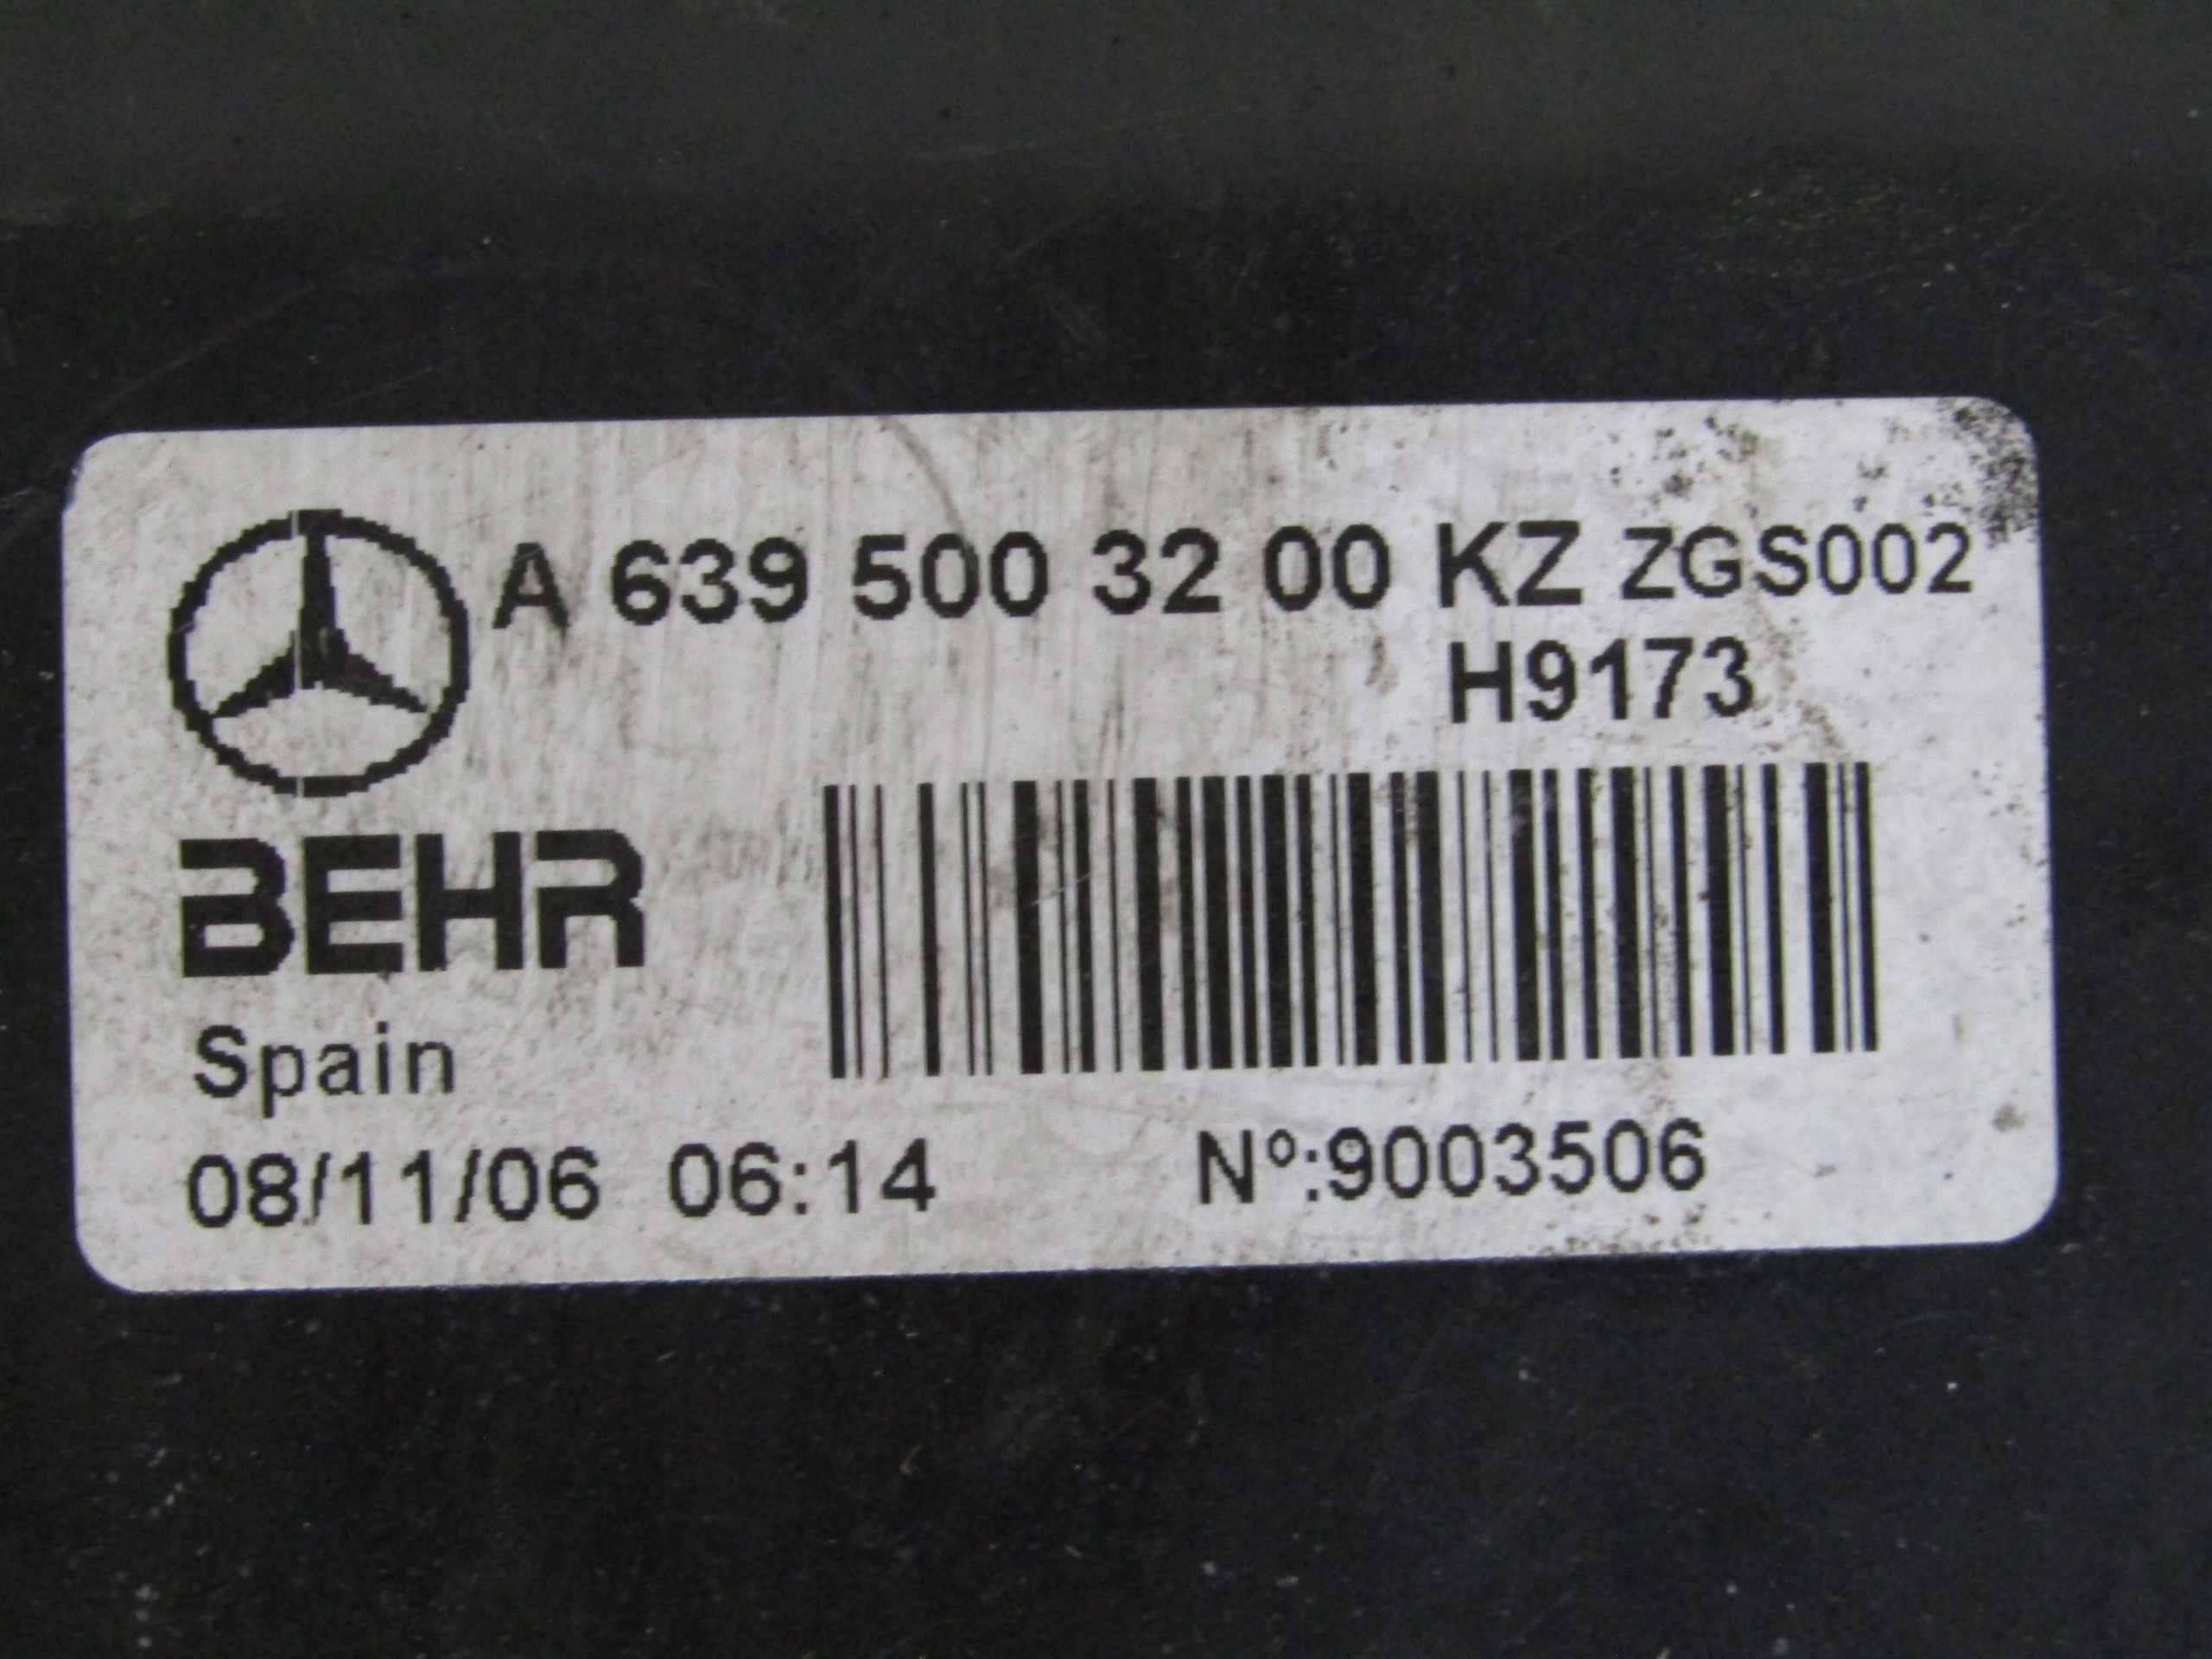 A 639 500 32 00 KZ ZGS002
H9173
BEHR
Spain
08/11/06 06:14 Nº:9003506